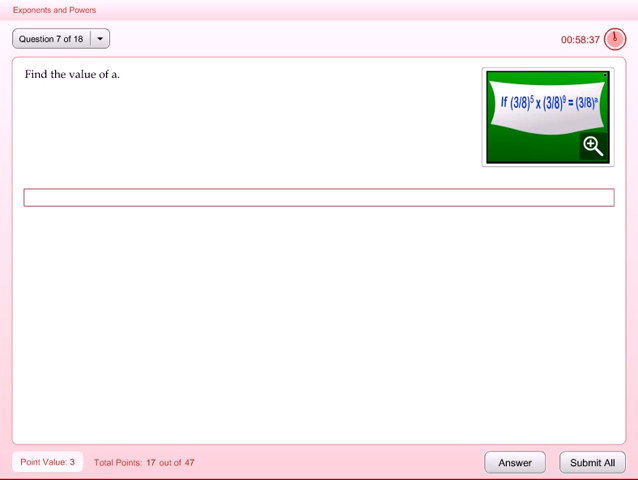 Exponents and Powers
Question 7 of 18
00:58:37
Find the value of a.
If (3/8)⁵ x (3/8)⁹ = (3/8)ᵃ
Point Value: 3
Total Points: 17 out of 47
Answer
Submit All